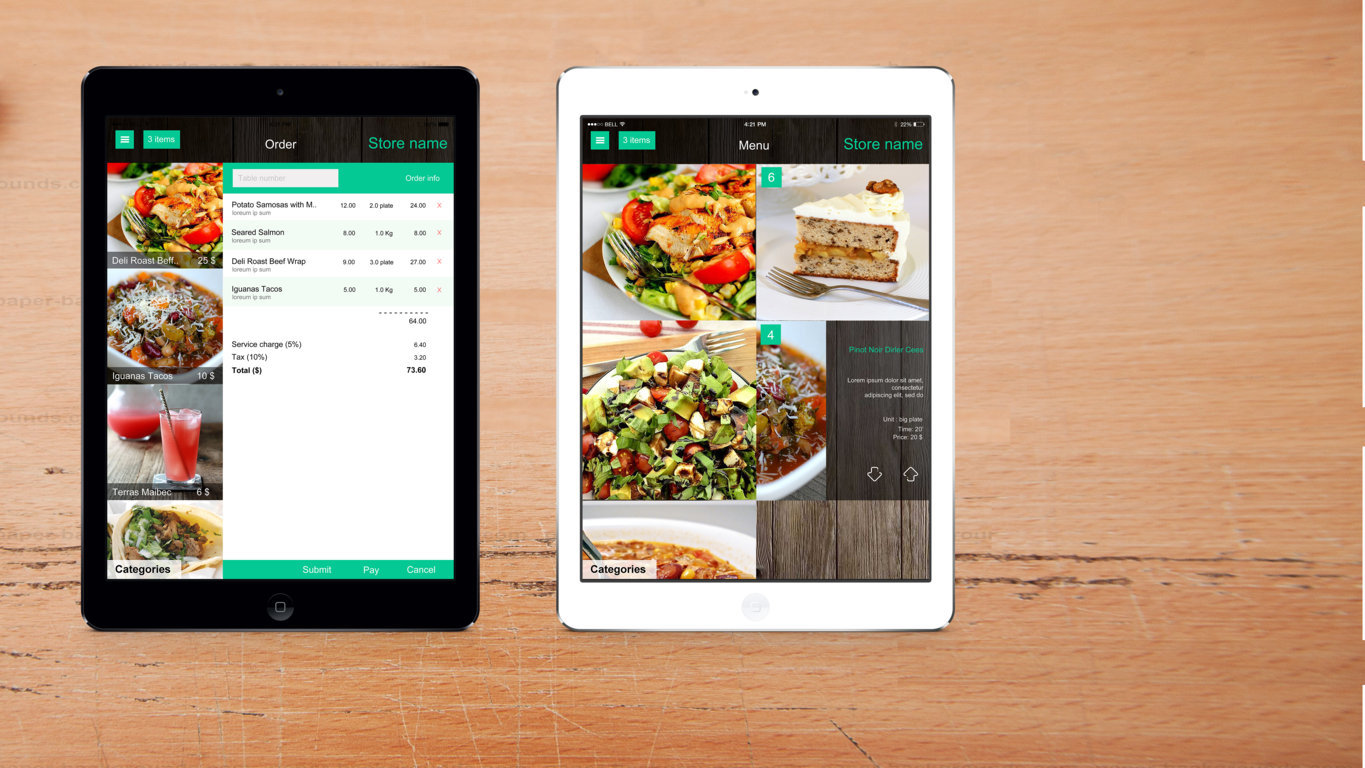 3 items
Order
Store name
Table number
Order info
Potato Samosas with M.. 12.00 2.0 plate 24.00 X
loreum ip sum
Seared Salmon 8.00 1.0 Kg 8.00 X
loreum ip sum
Deli Roast Beef Wrap 9.00 3.0 plate 27.00 X
loreum ip sum
Iguanas Tacos 5.00 1.0 Kg 5.00 X
loreum ip sum
64.00
Service charge (5%) 6.40
Tax (10%) 3.20
Total ($) 73.60
Deli Roast Beff.. 25 $
Iguanas Tacos 10 $
Terras Malbec 6 $
Categories
Submit Pay Cancel
BELL 4:21 PM 22%
3 items
Menu
Store name
6
4
Pinot Noir Dirler Cees
Lorem ipsum dolor sit amet,
consectetur
adipiscing elit, sed do
Unit : big plate
Time: 20'
Price: 20 $
Categories